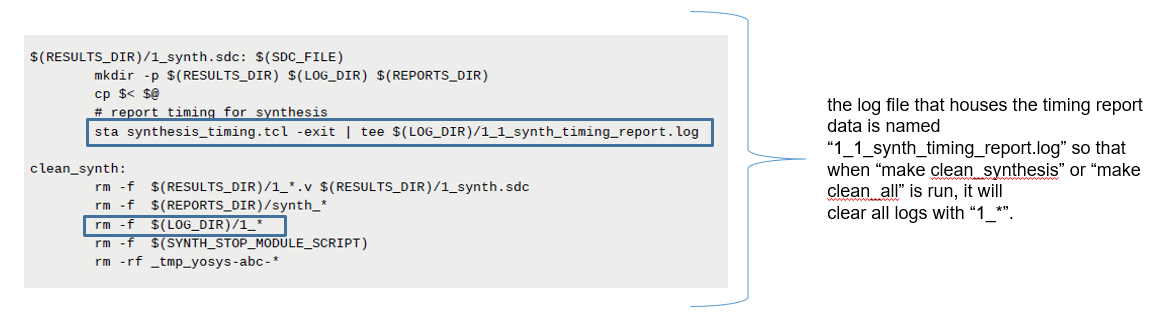 $(RESULTS_DIR)/1_synth.sdc: $(SDC_FILE)
mkdir -p $(RESULTS_DIR) $(LOG_DIR) $(REPORTS_DIR)
cp $< $@
# report timing for synthesis
sta synthesis_timing.tcl -exit | tee $(LOG_DIR)/1_1_synth_timing_report.log
clean_synth:
rm -f  $(RESULTS_DIR)/1_*.v $(RESULTS_DIR)/1_synth.sdc
rm -f  $(REPORTS_DIR)/synth_*
rm -f  $(LOG_DIR)/1_*
rm -f  $(SYNTH_STOP_MODULE_SCRIPT)
rm -rf _tmp_yosys-abc-*
the log file that houses the timing report
data is named
“1_1_synth_timing_report.log” so that
when “make clean_synthesis” or “make
clean_all” is run, it will
clear all logs with “1_*”.